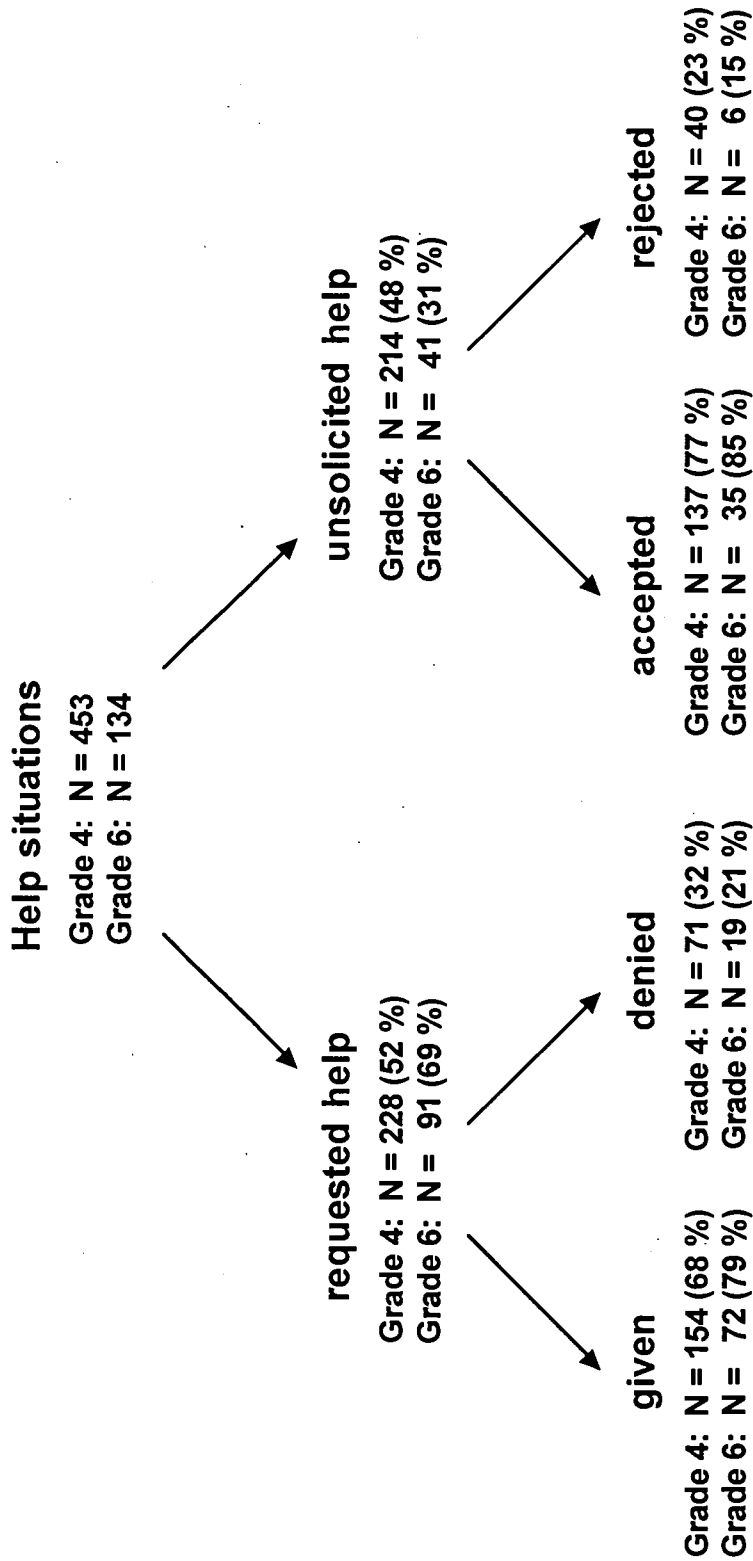 Help situations
Grade 4: N = 453
Grade 6: N = 134
requested help
Grade 4: N = 228 (52 %)
Grade 6: N = 91 (69 %)
unsolicited help
Grade 4: N = 214 (48 %)
Grade 6: N = 41 (31 %)
given
Grade 4: N = 154 (68 %)
Grade 6: N = 72 (79 %)
denied
Grade 4: N = 71 (32 %)
Grade 6: N = 19 (21 %)
accepted
Grade 4: N = 137 (77 %)
Grade 6: N = 35 (85 %)
rejected
Grade 4: N = 40 (23 %)
Grade 6: N = 6 (15 %)